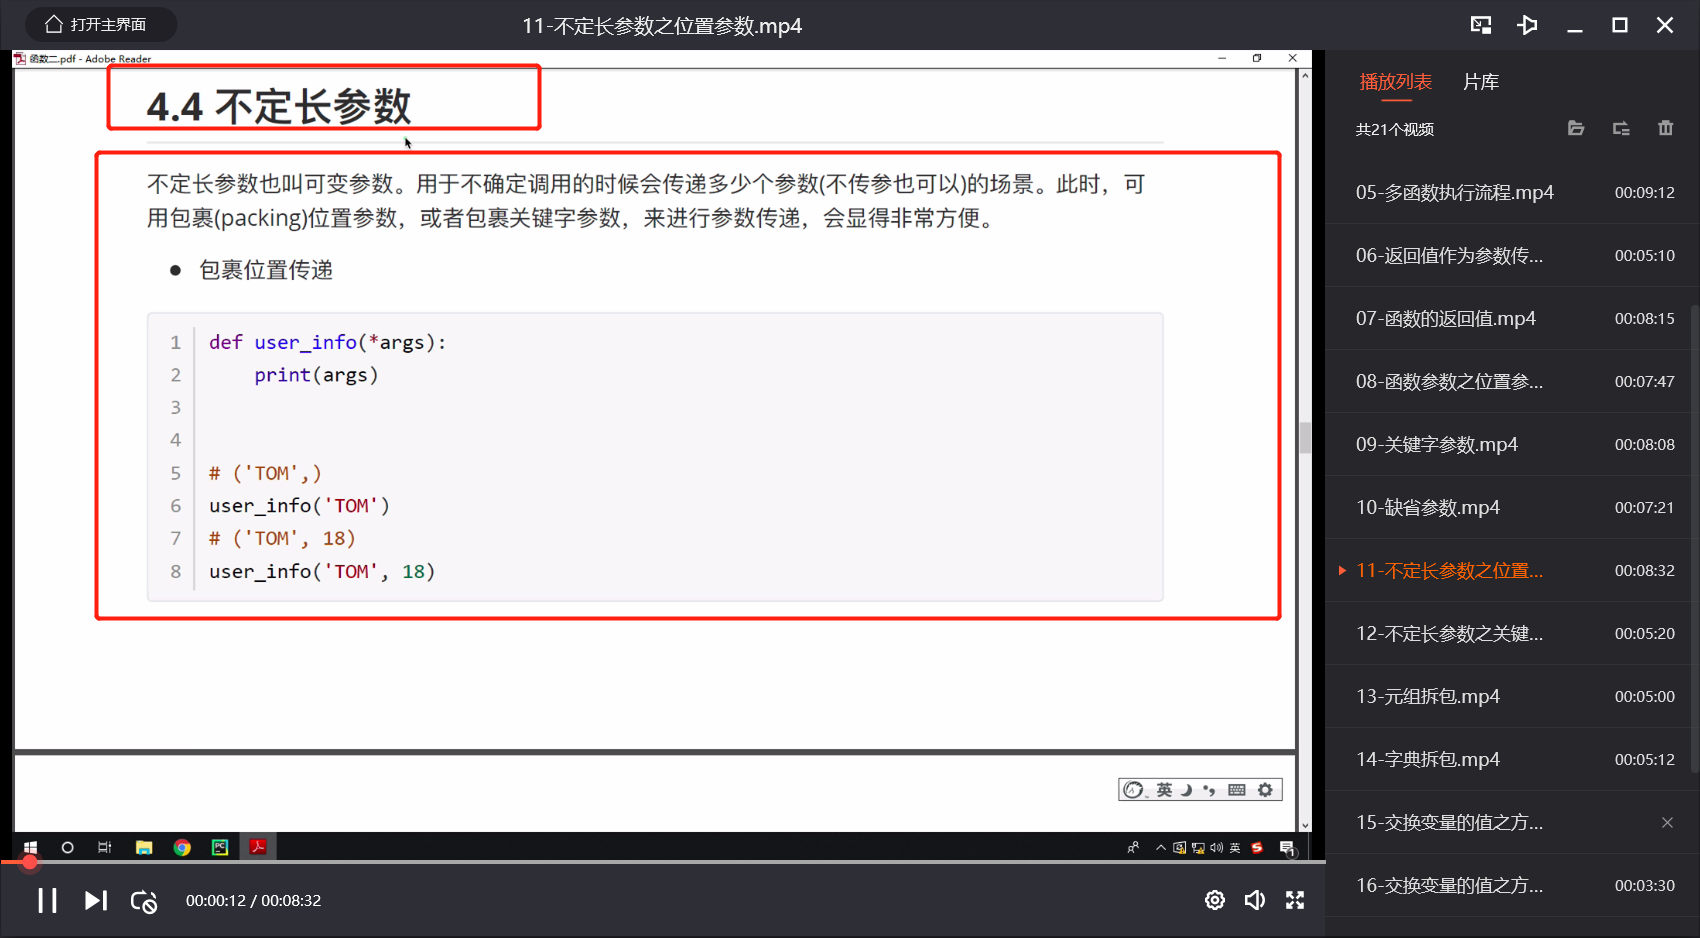 打开主界面
11-不定长参数之位置参数.mp4
函数二.pdf - Adobe Reader
4.4 不定长参数
不定长参数也叫可变参数。用于不确定调用的时候会传递多少个参数(不传参也可以)的场景。此时，可
用包裹(packing)位置参数，或者包裹关键字参数，来进行参数传递，会显得非常方便。
● 包裹位置传递
1 def user_info(*args):
2     print(args)
3
4
5 # ('TOM',)
6 user_info('TOM')
7 # ('TOM', 18)
8 user_info('TOM', 18)
英
英
1
00:00:12 / 00:08:32
播放列表 片库
共21个视频
05-多函数执行流程.mp4 00:09:12
06-返回值作为参数传... 00:05:10
07-函数的返回值.mp4 00:08:15
08-函数参数之位置参... 00:07:47
09-关键字参数.mp4 00:08:08
10-缺省参数.mp4 00:07:21
11-不定长参数之位置... 00:08:32
12-不定长参数之关键... 00:05:20
13-元组拆包.mp4 00:05:00
14-字典拆包.mp4 00:05:12
15-交换变量的值之方...
16-交换变量的值之方... 00:03:30